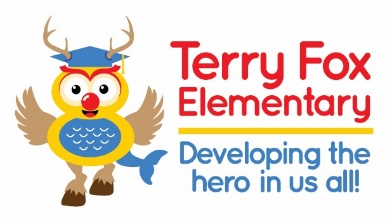 Terry Fox
Elementary
Developing the
hero in us all!